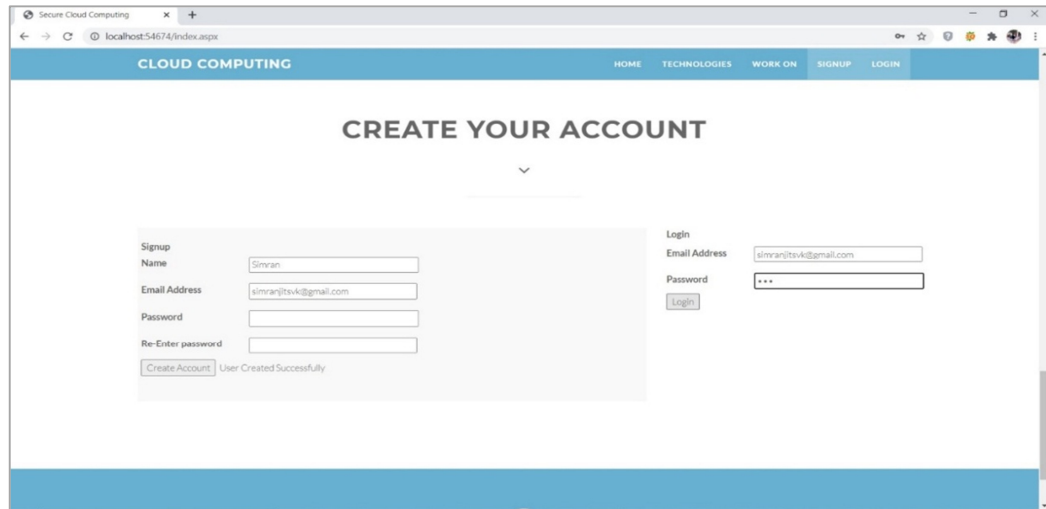 Secure Cloud Computing
localhost:54674/index.aspx
CLOUD COMPUTING HOME TECHNOLOGIES WORK ON SIGNUP LOGIN
CREATE YOUR ACCOUNT
Signup
Name Simran
Email Address simranjitsvk@gmail.com
Password
Re-Enter password
Create Account User Created Successfully
Login
Email Address simranjitsvk@gmail.com
Password •••
Login